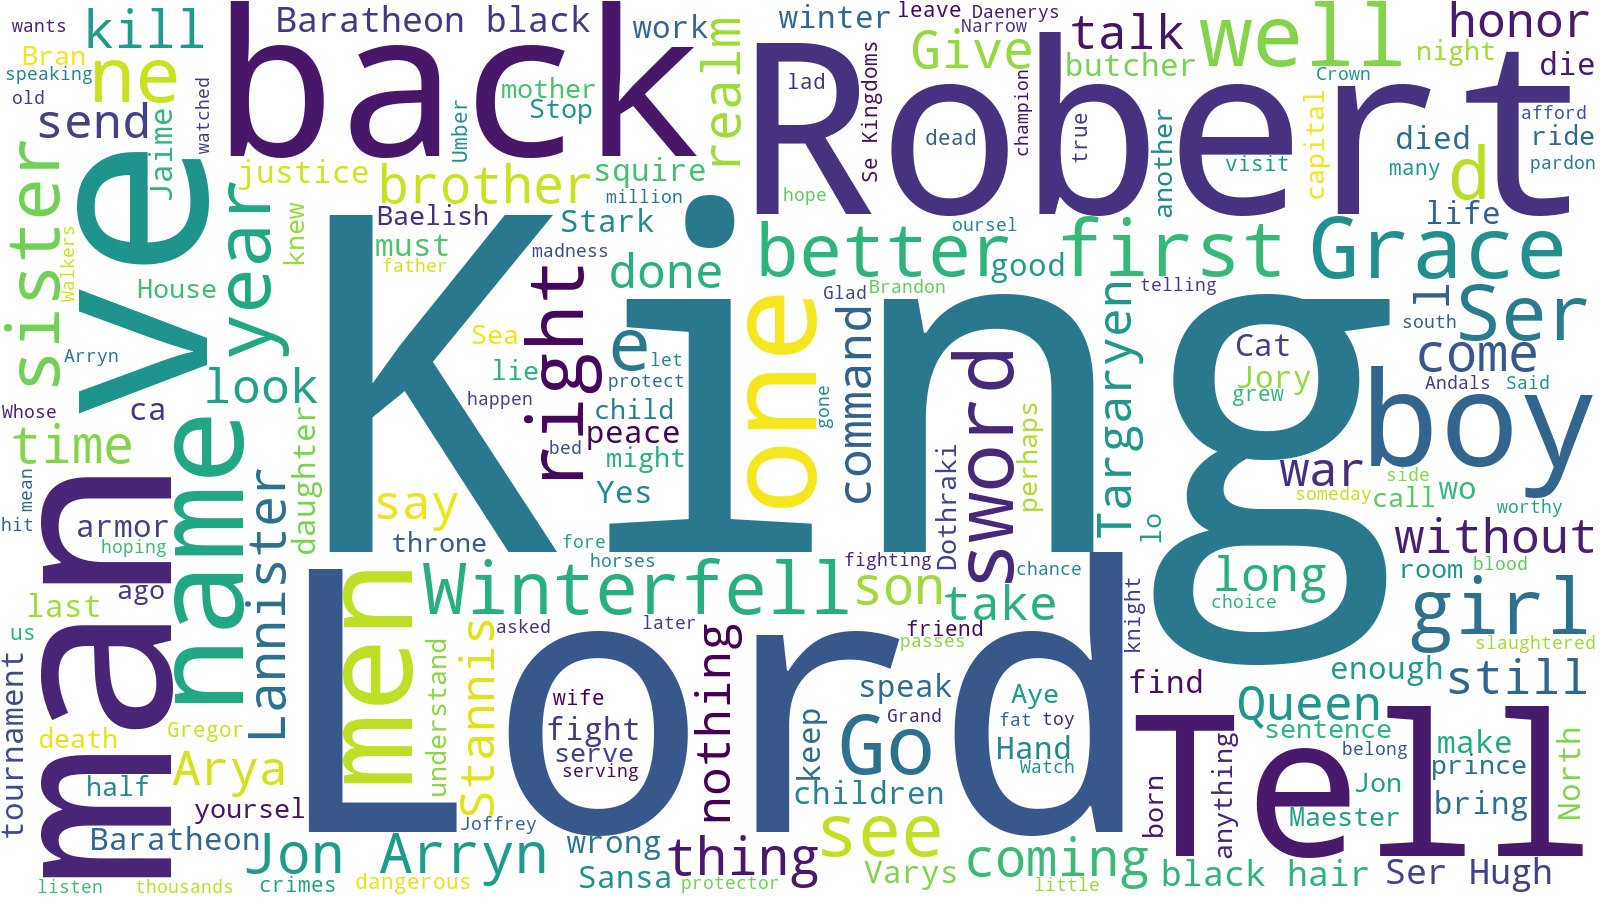 wants
Baratheon black
work
winter
leave
Daenerys
Narrow
talk
well
honor
Bran
kill
back
realm
Robert
Give
butcher
night
die
speaking
ne
mother
Stop
lad
Crown
old
send
watched
Umber
dead
champion
true
afford
Jaime
Se Kingdoms
another
visit
capital
died
ride
many
pardon
sister
ve
justice
brother
squire
million
hope
d
year
knew
Baelish
Stark
oursel
life
must
madness
better
first
Grace
Walkers
father
done
good
House
King
right
Glad
Brandon
telling
l
Ser
Sea
one
command
Targaryen
south
Arryn
e
let
Cat
come
look
lie
protect
sword
Jory
Andals
Said
Whose
ca
happen
child
gone
grew
boy
time
name
daughter
peace
perhaps
bed
might
war
side
mean
say
Yes
Dothraki
someday
call
wo
hit
man
armor
worthy
hoping
throne
fore
lo
without
Lannister
horses
fighting
chance
long
room
blood
ago
men
Winterfell
son
take
knight
choice
girl
last
us
Lord
Stannis
asked
later
nothing
friend
passes
slaughtered
tournament
understand
wife
speak
Aye
find
enough
still
death
Gregor
fight
keep
Go
Grand
fat
toy
Queen
Arya
serve
Hand
Tell
sentence
belong
make
North
half
serving
Watch
children
born
anything
Jon
prince
yoursel
Joffrey
see
Maester
bring
Baratheon
Jon Arryn
wrong
thing
coming
listen
thousands
crimes
dangerous
Sansa
protector
Varys
little
black hair
Ser Hugh